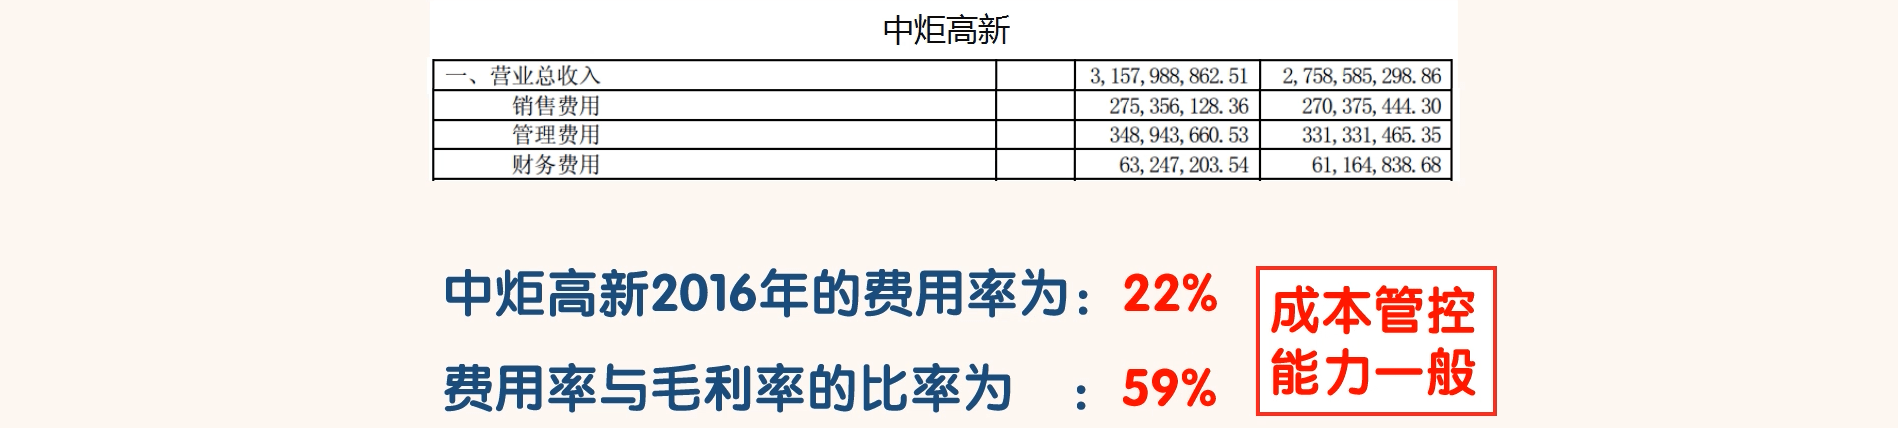 中炬高新
一、营业总收入 3,157,988,862.51 2,758,585,298.86
销售费用 275,356,128.36 270,375,444.30
管理费用 348,943,660.53 331,331,465.35
财务费用 63,247,203.54 61,164,838.68
中炬高新2016年的费用率为：22%
费用率与毛利率的比率为 ：59%
成本管控
能力一般